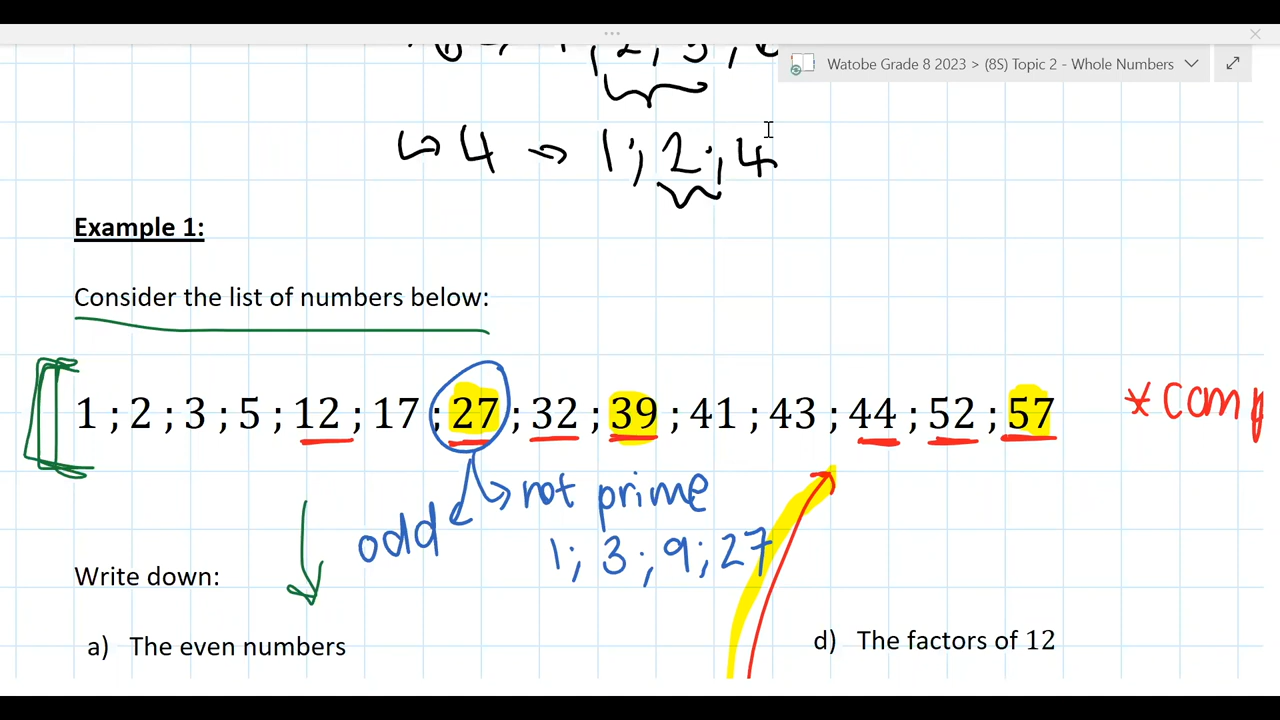 Watobe Grade 8 2023 > (8S) Topic 2 - Whole Numbers
↳ 4 → 1 ; 2 ; 4
Example 1:
Consider the list of numbers below:
1 ; 2 ; 3 ; 5 ; 12 ; 17 ; 27 ; 32 ; 39 ; 41 ; 43 ; 44 ; 52 ; 57
*comp
not prime
odd
1 ; 3 ; 9 ; 27
Write down:
a) The even numbers
d) The factors of 12